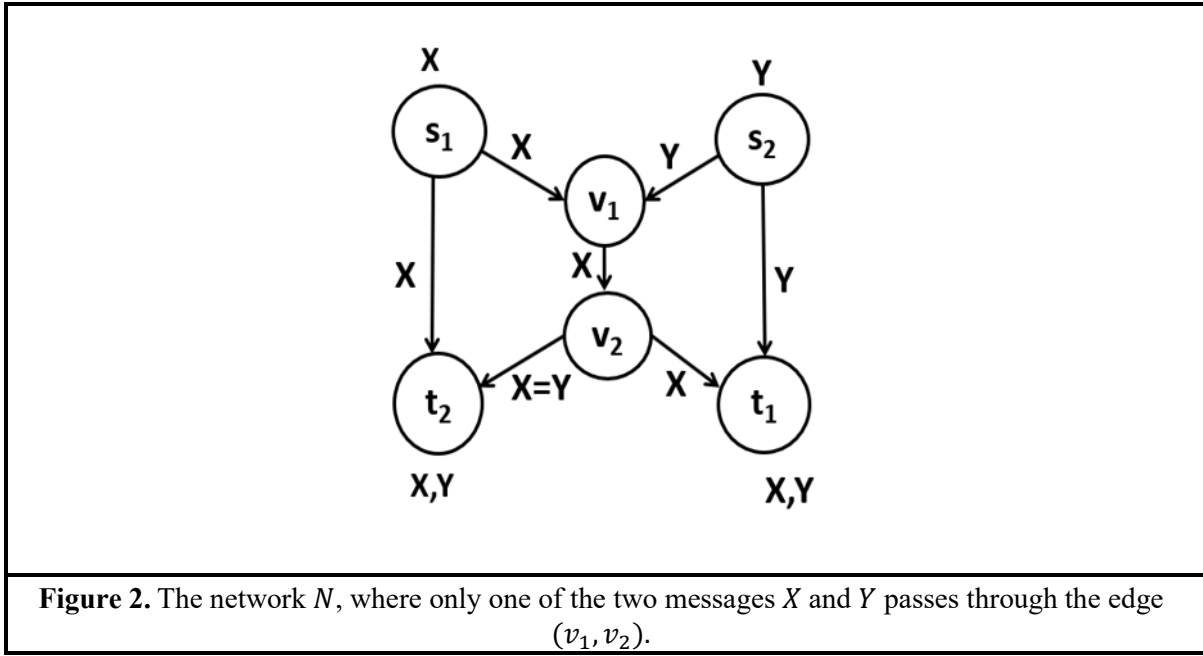 X
Y
s₁
s₂
X
Y
v₁
X
X
Y
v₂
X=Y
X
t₂
t₁
X,Y
X,Y
Figure 2. The network N, where only one of the two messages X and Y passes through the edge
(v₁, v₂).